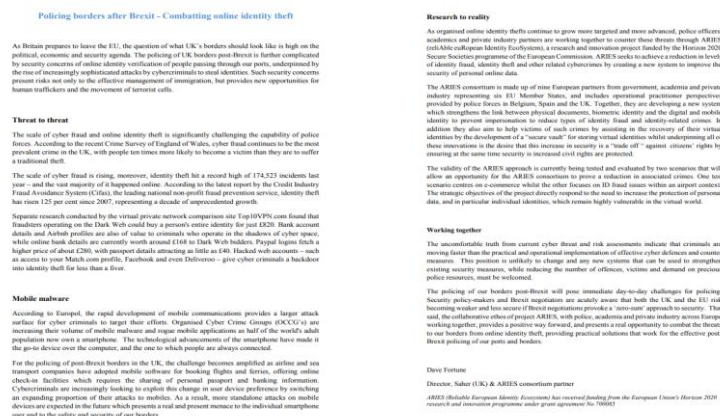 Policing borders after Brexit - Combatting online identity theft
As Britain prepares to leave the EU, the question of what UK's borders should look like is high on the
political, economic and security agenda. The policing of UK borders post-Brexit is further complicated
by security concerns of online identity verification of people passing through our ports, underpinned by
the rise of increasingly sophisticated attacks by cybercriminals to steal identities. Such security concerns
present risks not only to the effective management of immigration, but provides new opportunities for
human traffickers and the movement of terrorist cells.
Threat to threat
The scale of cyber fraud and online identity theft is significantly challenging the capability of police
forces. According to the recent Crime Survey of England of Wales, cyber fraud continues to be the most
prevalent crime in the UK, with people ten times more likely to become a victim than they are to suffer
a traditional theft.
The scale of cyber fraud is rising, moreover, identity theft hit a record high of 174,523 incidents last
year – and the vast majority of it happened online. According to the latest report by the Credit Industry
Fraud Avoidance System (Cifas), the leading, non-profit fraud prevention service, identity theft
has risen 125 per cent since 2007, representing a decade of unprecedented growth.
Separate research conducted by the virtual private network comparison site Top10VPN.com found that
fraudsters operating on the Dark Web could buy a person's entire identity for just £820. Bank account
details and Airbnb profiles are also of value to criminals who operate in the shadows of cyber space,
while online bank details are currently worth around £168 to Dark Web bidders. Paypal logins fetch a
higher price of about £280, with passport details attracting as little as £40. Hacked web accounts – such
as access to your Match.com profile, Facebook and even Deliveroo – give cyber criminals a backdoor
into identity theft for less than a fiver.
Mobile malware
According to Europol, the rapid development of mobile communications provides a larger attack
surface for cyber criminals to target their efforts. Organised Cyber Crime Groups (OCCG's) are
increasing their volume of mobile malware and rogue mobile applications as half of the world's adult
population now own a smartphone. The technological advancements of the smartphone have made it
the go-to device over the computer, and the one to which people are always connected.
For the policing of post-Brexit borders in the UK, the challenge becomes amplified as airline and sea
transport companies have adopted mobile software for booking flights and ferries, offering online
check-in facilities which requires the sharing of personal passport and banking information.
Cybercriminals are increasingly looking to exploit this change in user device preference by switching
an expanding proportion of their attacks to mobiles. As a result, more standalone attacks on mobile
devices are expected in the future which presents a real and present menace to the individual smartphone
user and to the safety and security of our borders.
Research to reality
As organised online identity thefts continue to grow more targeted and more advanced, police officers,
academics and private industry partners are working together to counter these threats through ARIES
(reliAble euRopean Identity EcoSystem), a research and innovation project funded by the Horizon 2020
Secure Societies programme of the European Commission. ARIES seeks to achieve a reduction in levels
of identity fraud, identity theft and other related cybercrimes by creating a new system to improve the
security of personal online data.
The ARIES consortium is made up of nine European partners from government, academia and private
industry representing six EU Member States, and includes operational practitioner perspectives
provided by police forces in Belgium, Spain and the UK. Together, they are developing a new system
which strengthens the link between physical documents, biometric identity and the digital and mobile
identity to prevent impersonation to reduce types of identity fraud and identity-related crimes. In
addition they also aim to help victims of such crimes by assisting in the recovery of their virtual
identities by the development of a "secure vault" for storing virtual identities whilst underpinning all of
these innovations is the desire that this increase in security is a "trade off" against citizens' rights by
ensuring at the same time security is increased civil rights are protected.
The validity of the ARIES approach is currently being tested and evaluated by two scenarios that will
allow an opportunity for the ARIES consortium to prove a reduction in associated crimes. One test
scenario centres on e-commerce whilst the other focuses on ID fraud issues within an airport context.
The strategic objectives of the project directly respond to the need to increase the protection of personal
data, and in particular individual identities, which remain highly vulnerable in the virtual world.
Working together
The uncomfortable truth from current cyber threat and risk assessments indicate that criminals are
moving faster than the practical and operational implementation of effective cyber defences and counter
measures. This position is unlikely to change and any new systems that can be used to strengthen
existing security measures, while reducing the number of offences, victims and demand on precious
police resources, must be welcomed.
The policing of our borders post-Brexit will pose immediate day-to-day challenges for policing.
Security policy-makers and Brexit negotiators are acutely aware that both the UK and the EU risk
becoming weaker and less secure if Brexit negotiations provoke a 'zero-sum' approach to security. That
said, the collaborative ethos of project ARIES, with police, academia and private industry across Europe
working together, provides a positive way forward, and presents a real opportunity to combat the threats
to our borders from online identity theft, providing practical solutions that work for the effective post-
Brexit policing of our ports and borders.
Dave Fortune
Director, Saher (UK) & ARIES consortium partner
ARIES (Reliable European Identity Ecosystem) has received funding from the European Union's Horizon 2020
research and innovation programme under grant agreement No 700085